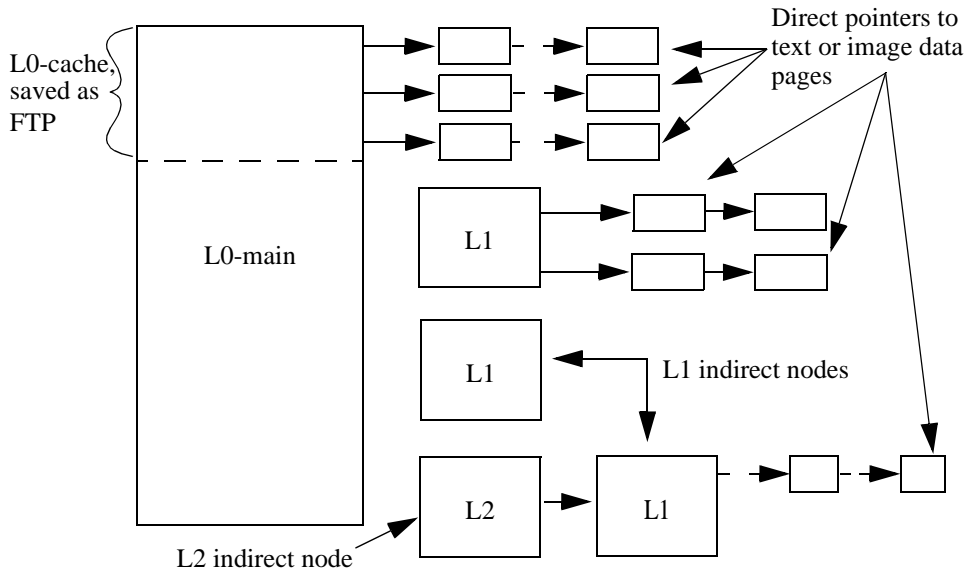 L0-cache,
saved as
FTP
Direct pointers to
text or image data
pages
L0-main
L1
L1
L1 indirect nodes
L2
L1
L2 indirect node